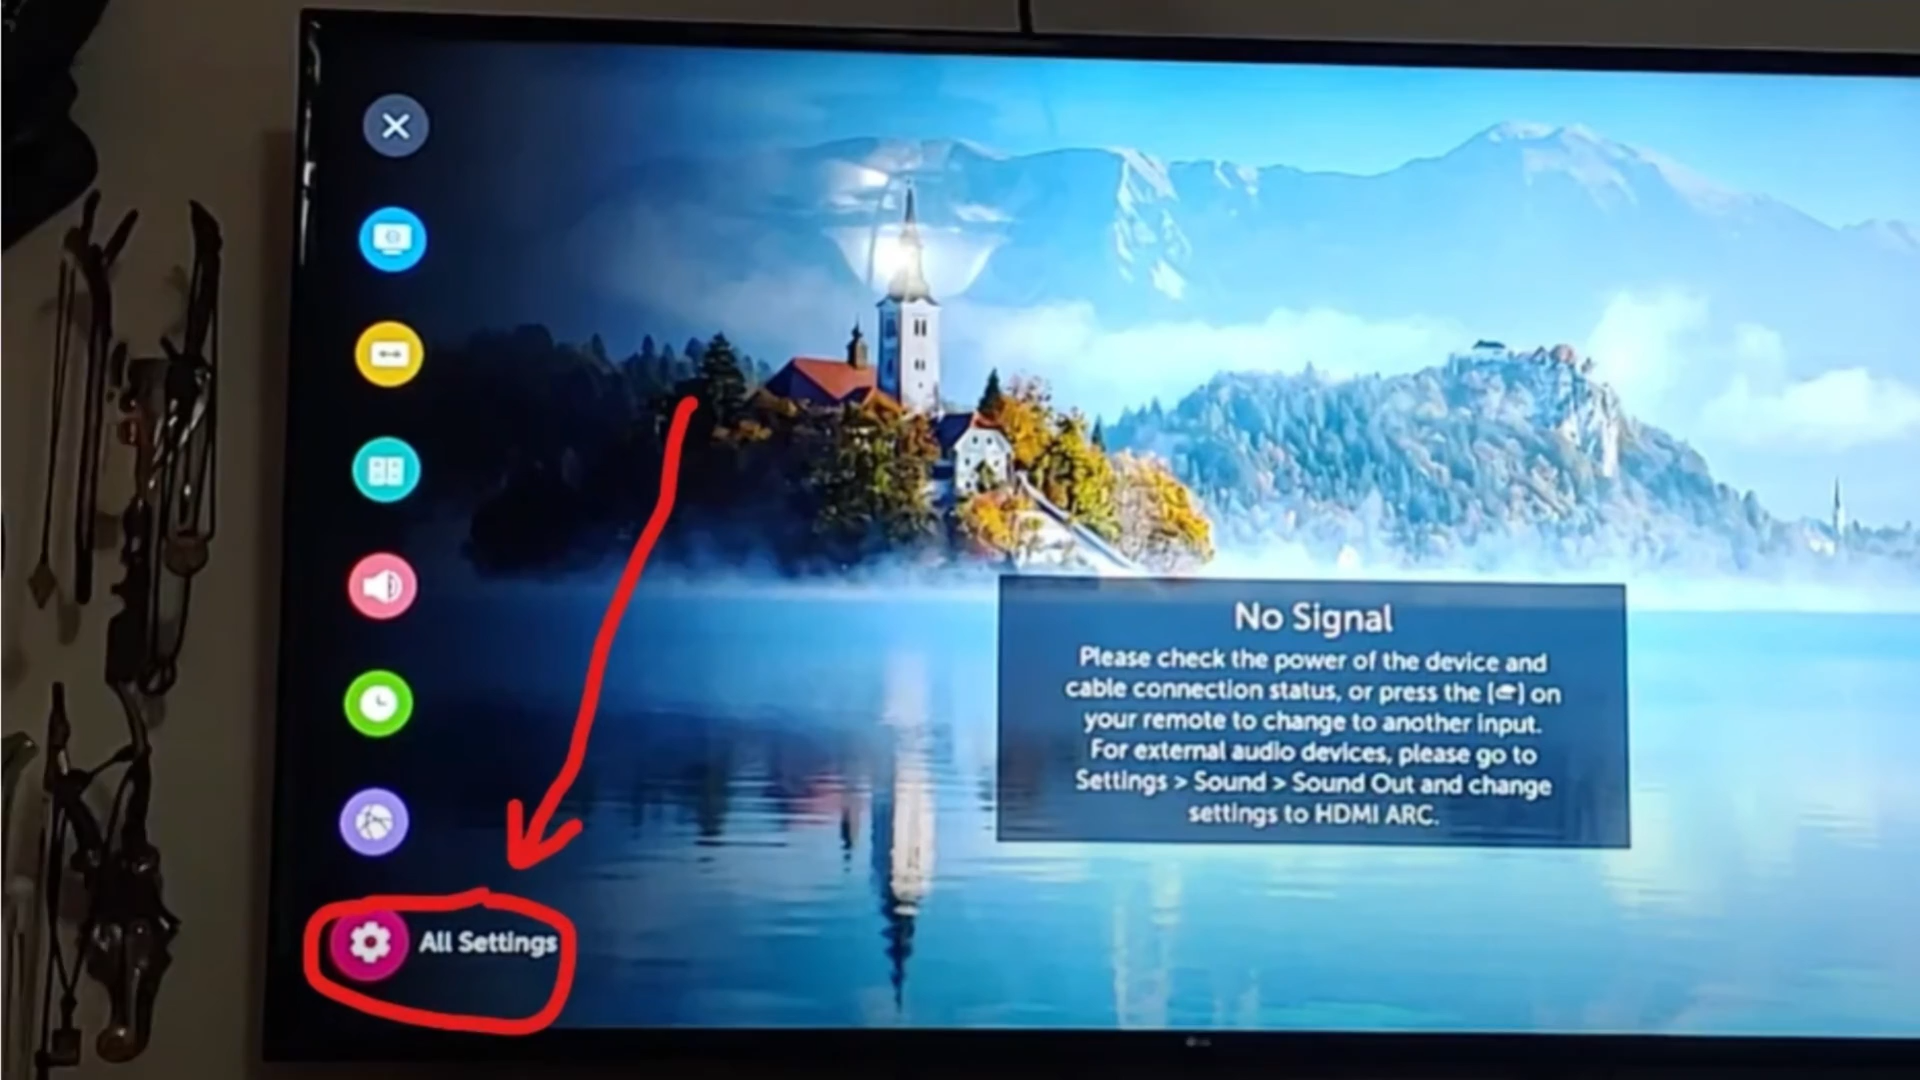 No Signal
Please check the power of the device and
cable connection status, or press the [⮐] on
your remote to change to another input.
For external audio devices, please go to
Settings > Sound > Sound Out and change
settings to HDMI ARC.
All Settings